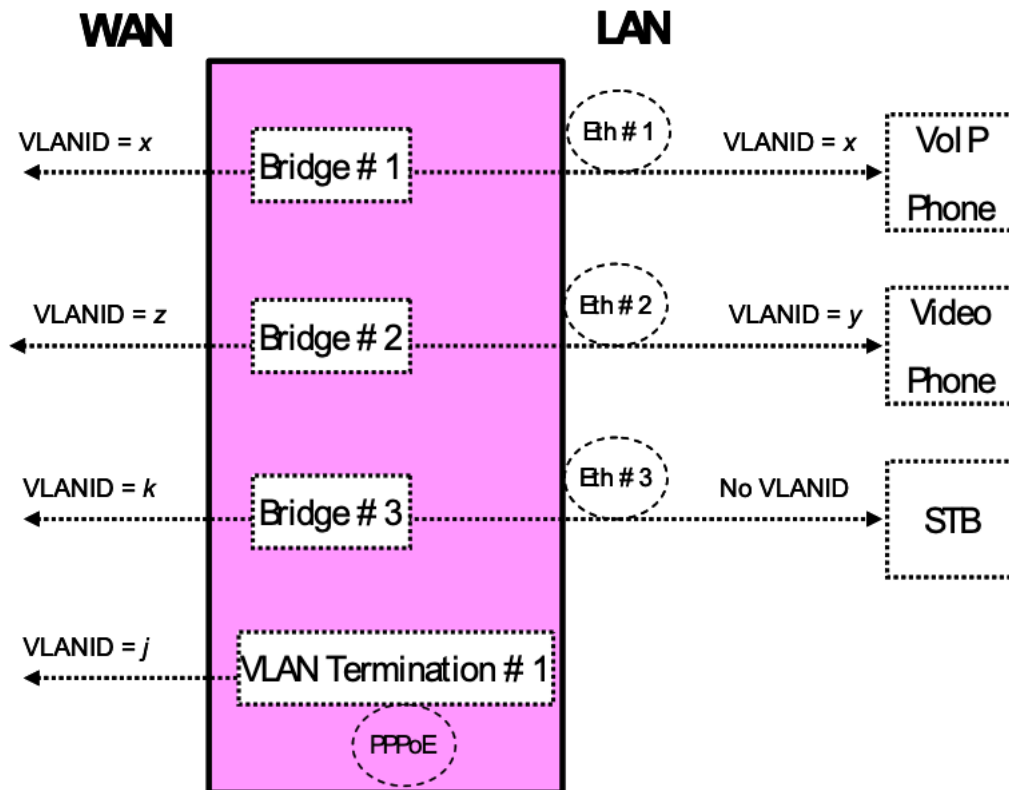 WAN
LAN
VLANID = x
Bridge # 1
Eth # 1
VLANID = x
VoIP
Phone
VLANID = z
Bridge # 2
Eth # 2
VLANID = y
Video
Phone
VLANID = k
Bridge # 3
Eth # 3
No VLANID
STB
VLANID = j
VLAN Termination # 1
PPPoE